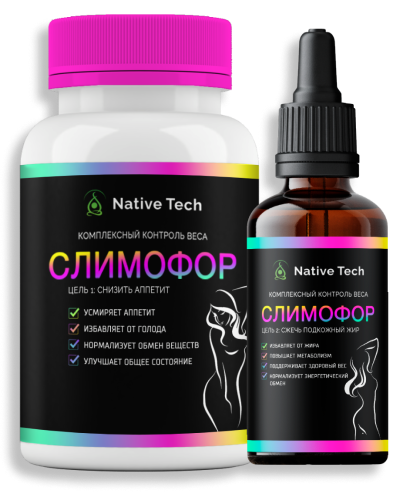 Native Tech
КОМПЛЕКСНЫЙ КОНТРОЛЬ ВЕСА
СЛИМОФОР
ЦЕЛЬ 1: СНИЗИТЬ АППЕТИТ
УСМИРЯЕТ АППЕТИТ
ИЗБАВЛЯЕТ ОТ ГОЛОДА
НОРМАЛИЗУЕТ ОБМЕН ВЕЩЕСТВ
УЛУЧШАЕТ ОБЩЕЕ СОСТОЯНИЕ
Native Tech
КОМПЛЕКСНЫЙ КОНТРОЛЬ ВЕСА
СЛИМОФОР
ЦЕЛЬ 2: СЖЕЧЬ ПОДКОЖНЫЙ ЖИР
ИЗБАВЛЯЕТ ОТ ЖИРА
ПОВЫШАЕТ МЕТАБОЛИЗМ
ПОДДЕРЖИВАЕТ ЗДОРОВЫЙ ВЕС
НОРМАЛИЗУЕТ ЭНЕРГЕТИЧЕСКИЙ
ОБМЕН